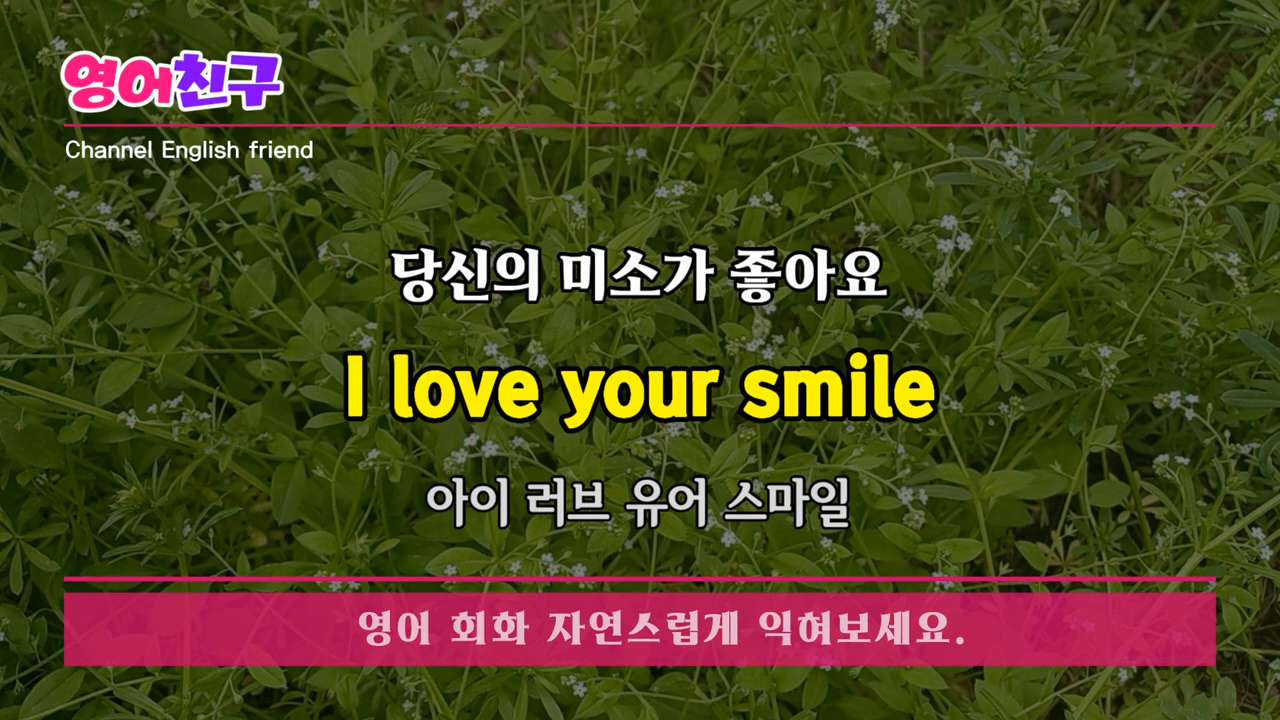 영어친구
Channel English friend
당신의 미소가 좋아요
I love your smile
아이 러브 유어 스마일
영어 회화 자연스럽게 익혀보세요.